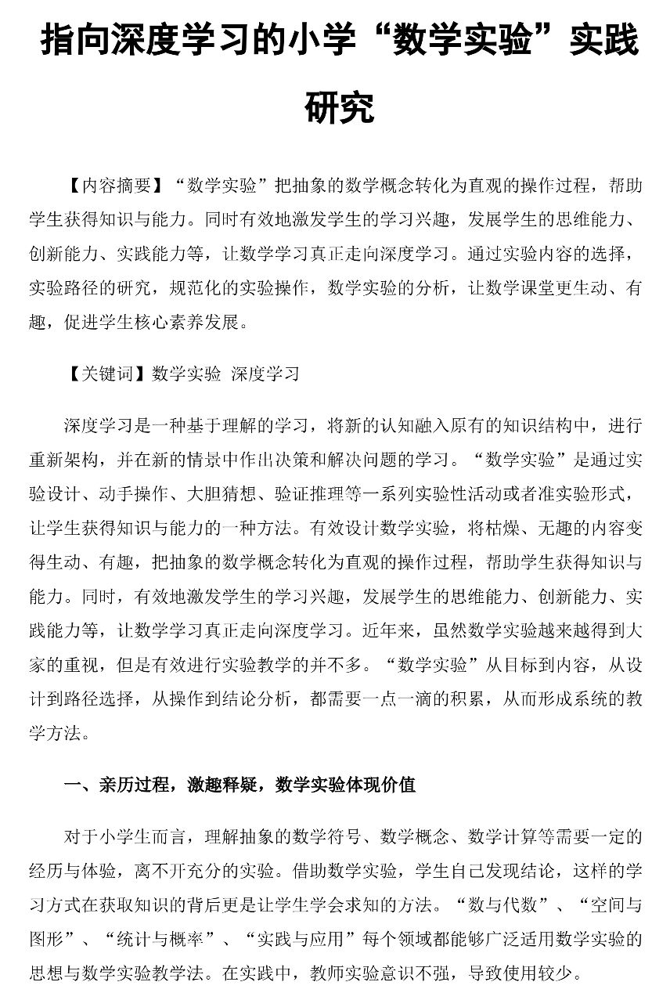 指向深度学习的小学“数学实验”实践
研究
【内容摘要】“数学实验”把抽象的数学概念转化为直观的操作过程，帮助
学生获得知识与能力。同时有效地激发学生的学习兴趣，发展学生的思维能力、
创新能力、实践能力等，让数学学习真正走向深度学习。通过实验内容的选择，
实验路径的研究，规范化的实验操作，数学实验的分析，让数学课堂更生动、有
趣，促进学生核心素养发展。
【关键词】数学实验 深度学习
深度学习是一种基于理解的学习，将新的认知融入原有的知识结构中，进行
重新架构，并在新的情景中作出决策和解决问题的学习。“数学实验”是通过实
验设计、动手操作、大胆猜想、验证推理等一系列实验性活动或者准实验形式，
让学生获得知识与能力的一种方法。有效设计数学实验，将枯燥、无趣的内容变
得生动、有趣，把抽象的数学概念转化为直观的操作过程，帮助学生获得知识与
能力。同时，有效地激发学生的学习兴趣，发展学生的思维能力、创新能力、实
践能力等，让数学学习真正走向深度学习。近年来，虽然数学实验越来越得到大
家的重视，但是有效进行实验教学的并不多。“数学实验”从目标到内容，从设
计到路径选择，从操作到结论分析，都需要一点一滴的积累，从而形成系统的教
学方法。
一、亲历过程，激趣释疑，数学实验体现价值
对于小学生而言，理解抽象的数学符号、数学概念、数学计算等需要一定的
经历与体验，离不开充分的实验。借助数学实验，学生自己发现结论，这样的学
习方式在获取知识的背后更是让学生学会求知的方法。“数与代数”、“空间与
图形”、“统计与概率”、“实践与应用”每个领域都能够广泛适用数学实验的
思想与数学实验教学法。在实践中，教师实验意识不强，导致使用较少。